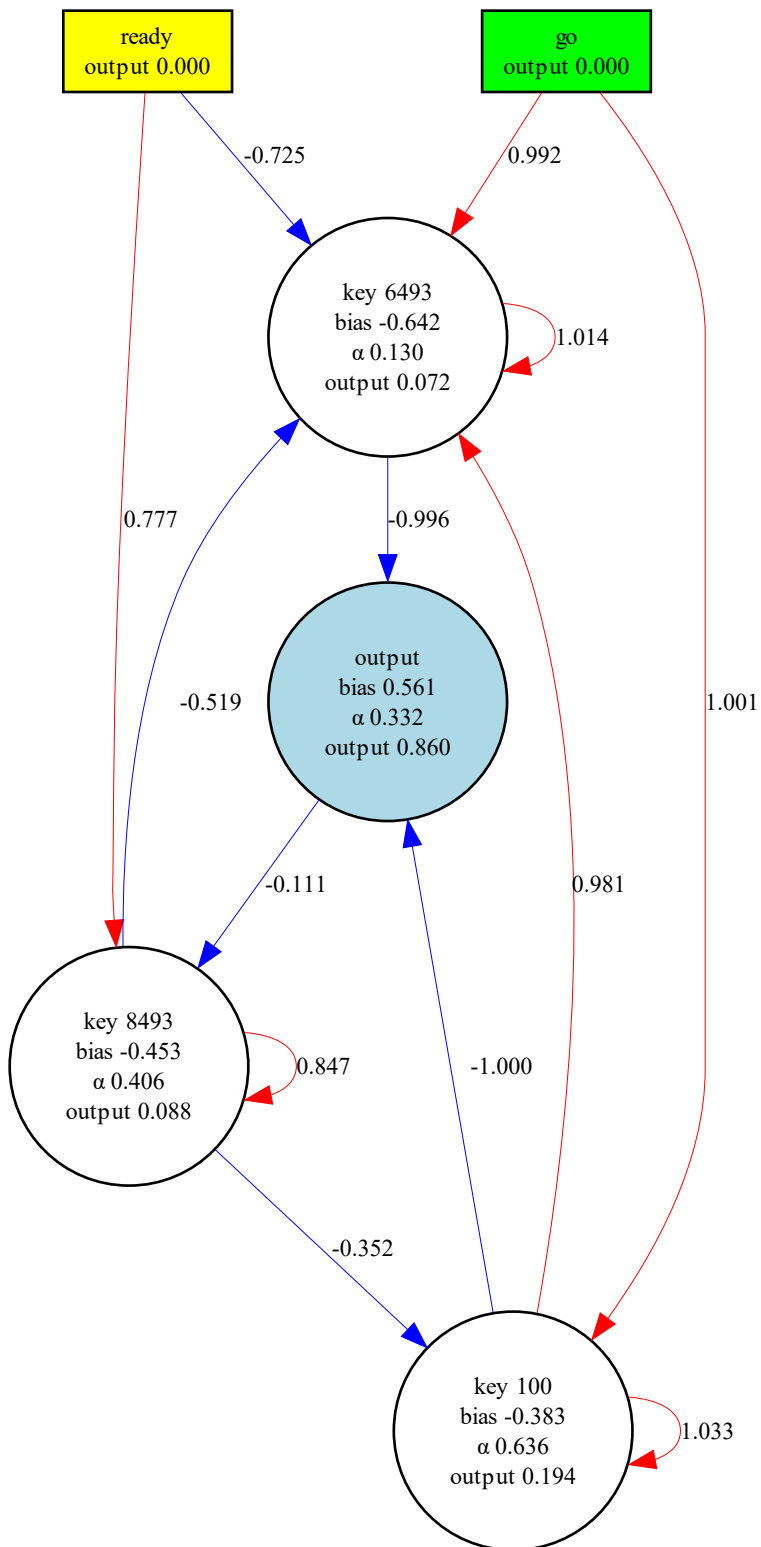 ready
output 0.000
go
output 0.000
-0.725
0.992
key 6493
bias -0.642
α 0.130
output 0.072
1.014
0.777
-0.996
-0.519
output
bias 0.561
α 0.332
output 0.860
1.001
-0.111
0.981
key 8493
bias -0.453
α 0.406
output 0.088
0.847
-1.000
-0.352
key 100
bias -0.383
α 0.636
output 0.194
1.033